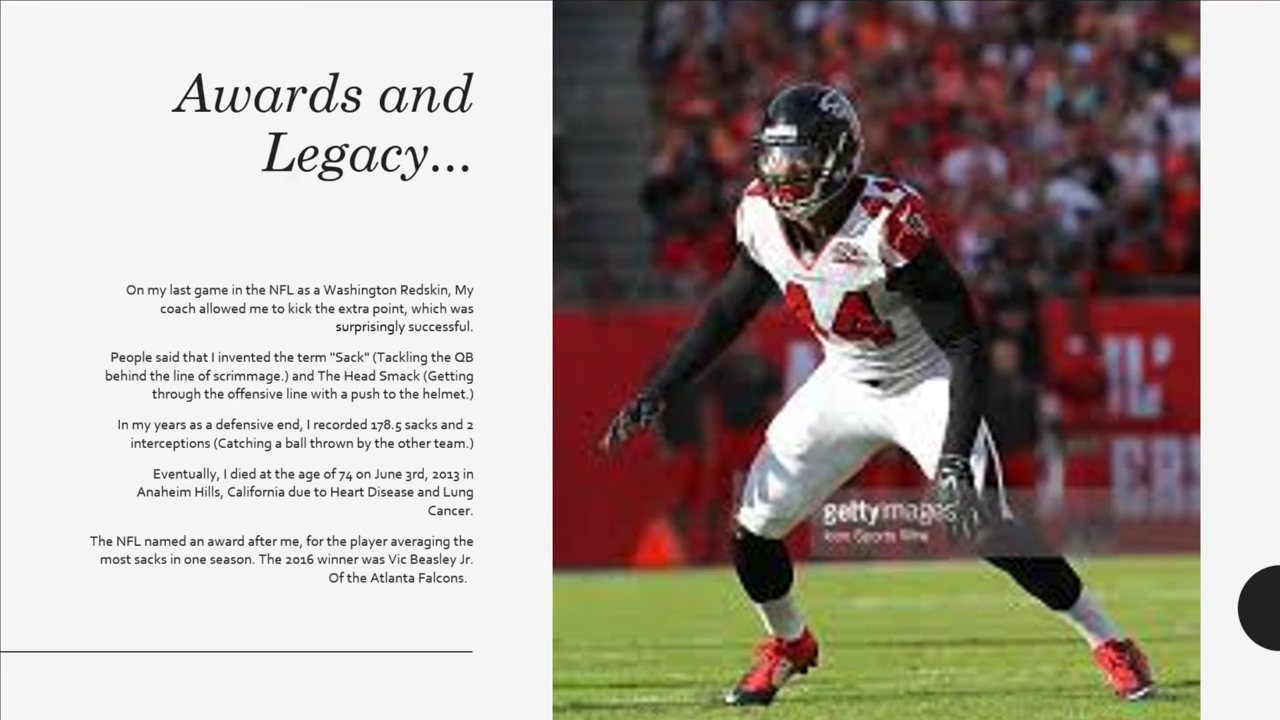 Awards and
Legacy...
On my last game in the NFL as a Washington Redskin, My
coach allowed me to kick the extra point, which was
surprisingly successful.
People said that I invented the term "Sack" (Tackling the QB
behind the line of scrimmage.) and The Head Smack (Getting
through the offensive line with a push to the helmet.)
In my years as a defensive end, I recorded 178.5 sacks and 2
interceptions (Catching a ball thrown by the other team.)
Eventually, I died at the age of 74 on June 3rd, 2013 in
Anaheim Hills, California due to Heart Disease and Lung
Cancer.
The NFL named an award after me, for the player averaging the
most sacks in one season. The 2016 winner was Vic Beasley Jr.
Of the Atlanta Falcons.
44
gettyimages
Icon Sports Wire